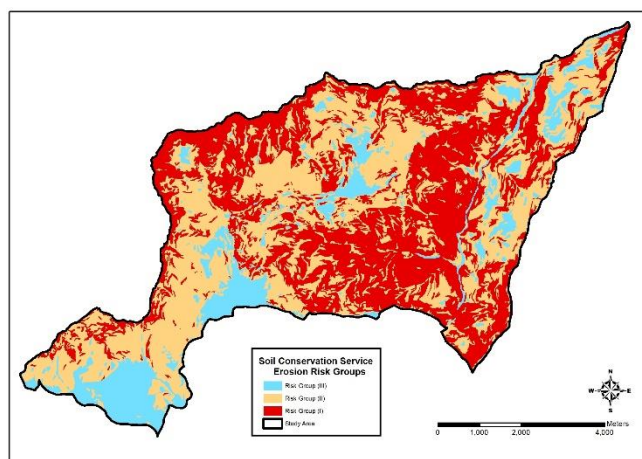 Soil Conservation Service
Erosion Risk Groups
Risk Group (III)
Risk Group (II)
Risk Group (I)
Study Area
N
W E
S
Meters
0 1,000 2,000 4,000